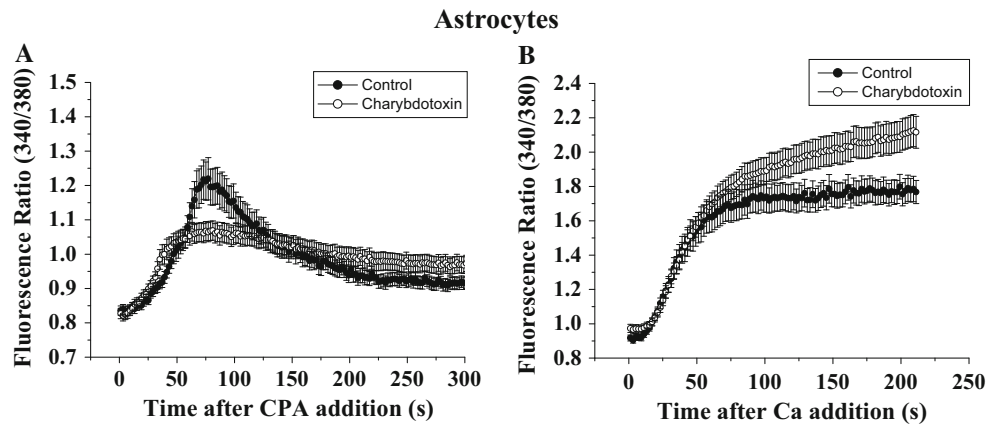 Astrocytes
A
Control
Charybdotoxin
Fluorescence Ratio (340/380)
1.5
1.4
1.3
1.2
1.1
1.0
0.9
0.8
0.7
0
50
100
150
200
250
300
Time after CPA addition (s)
B
Control
Charybdotoxin
Fluorescence Ratio (340/380)
2.4
2.2
2.0
1.8
1.6
1.4
1.2
1.0
0.8
0
50
100
150
200
250
Time after Ca addition (s)